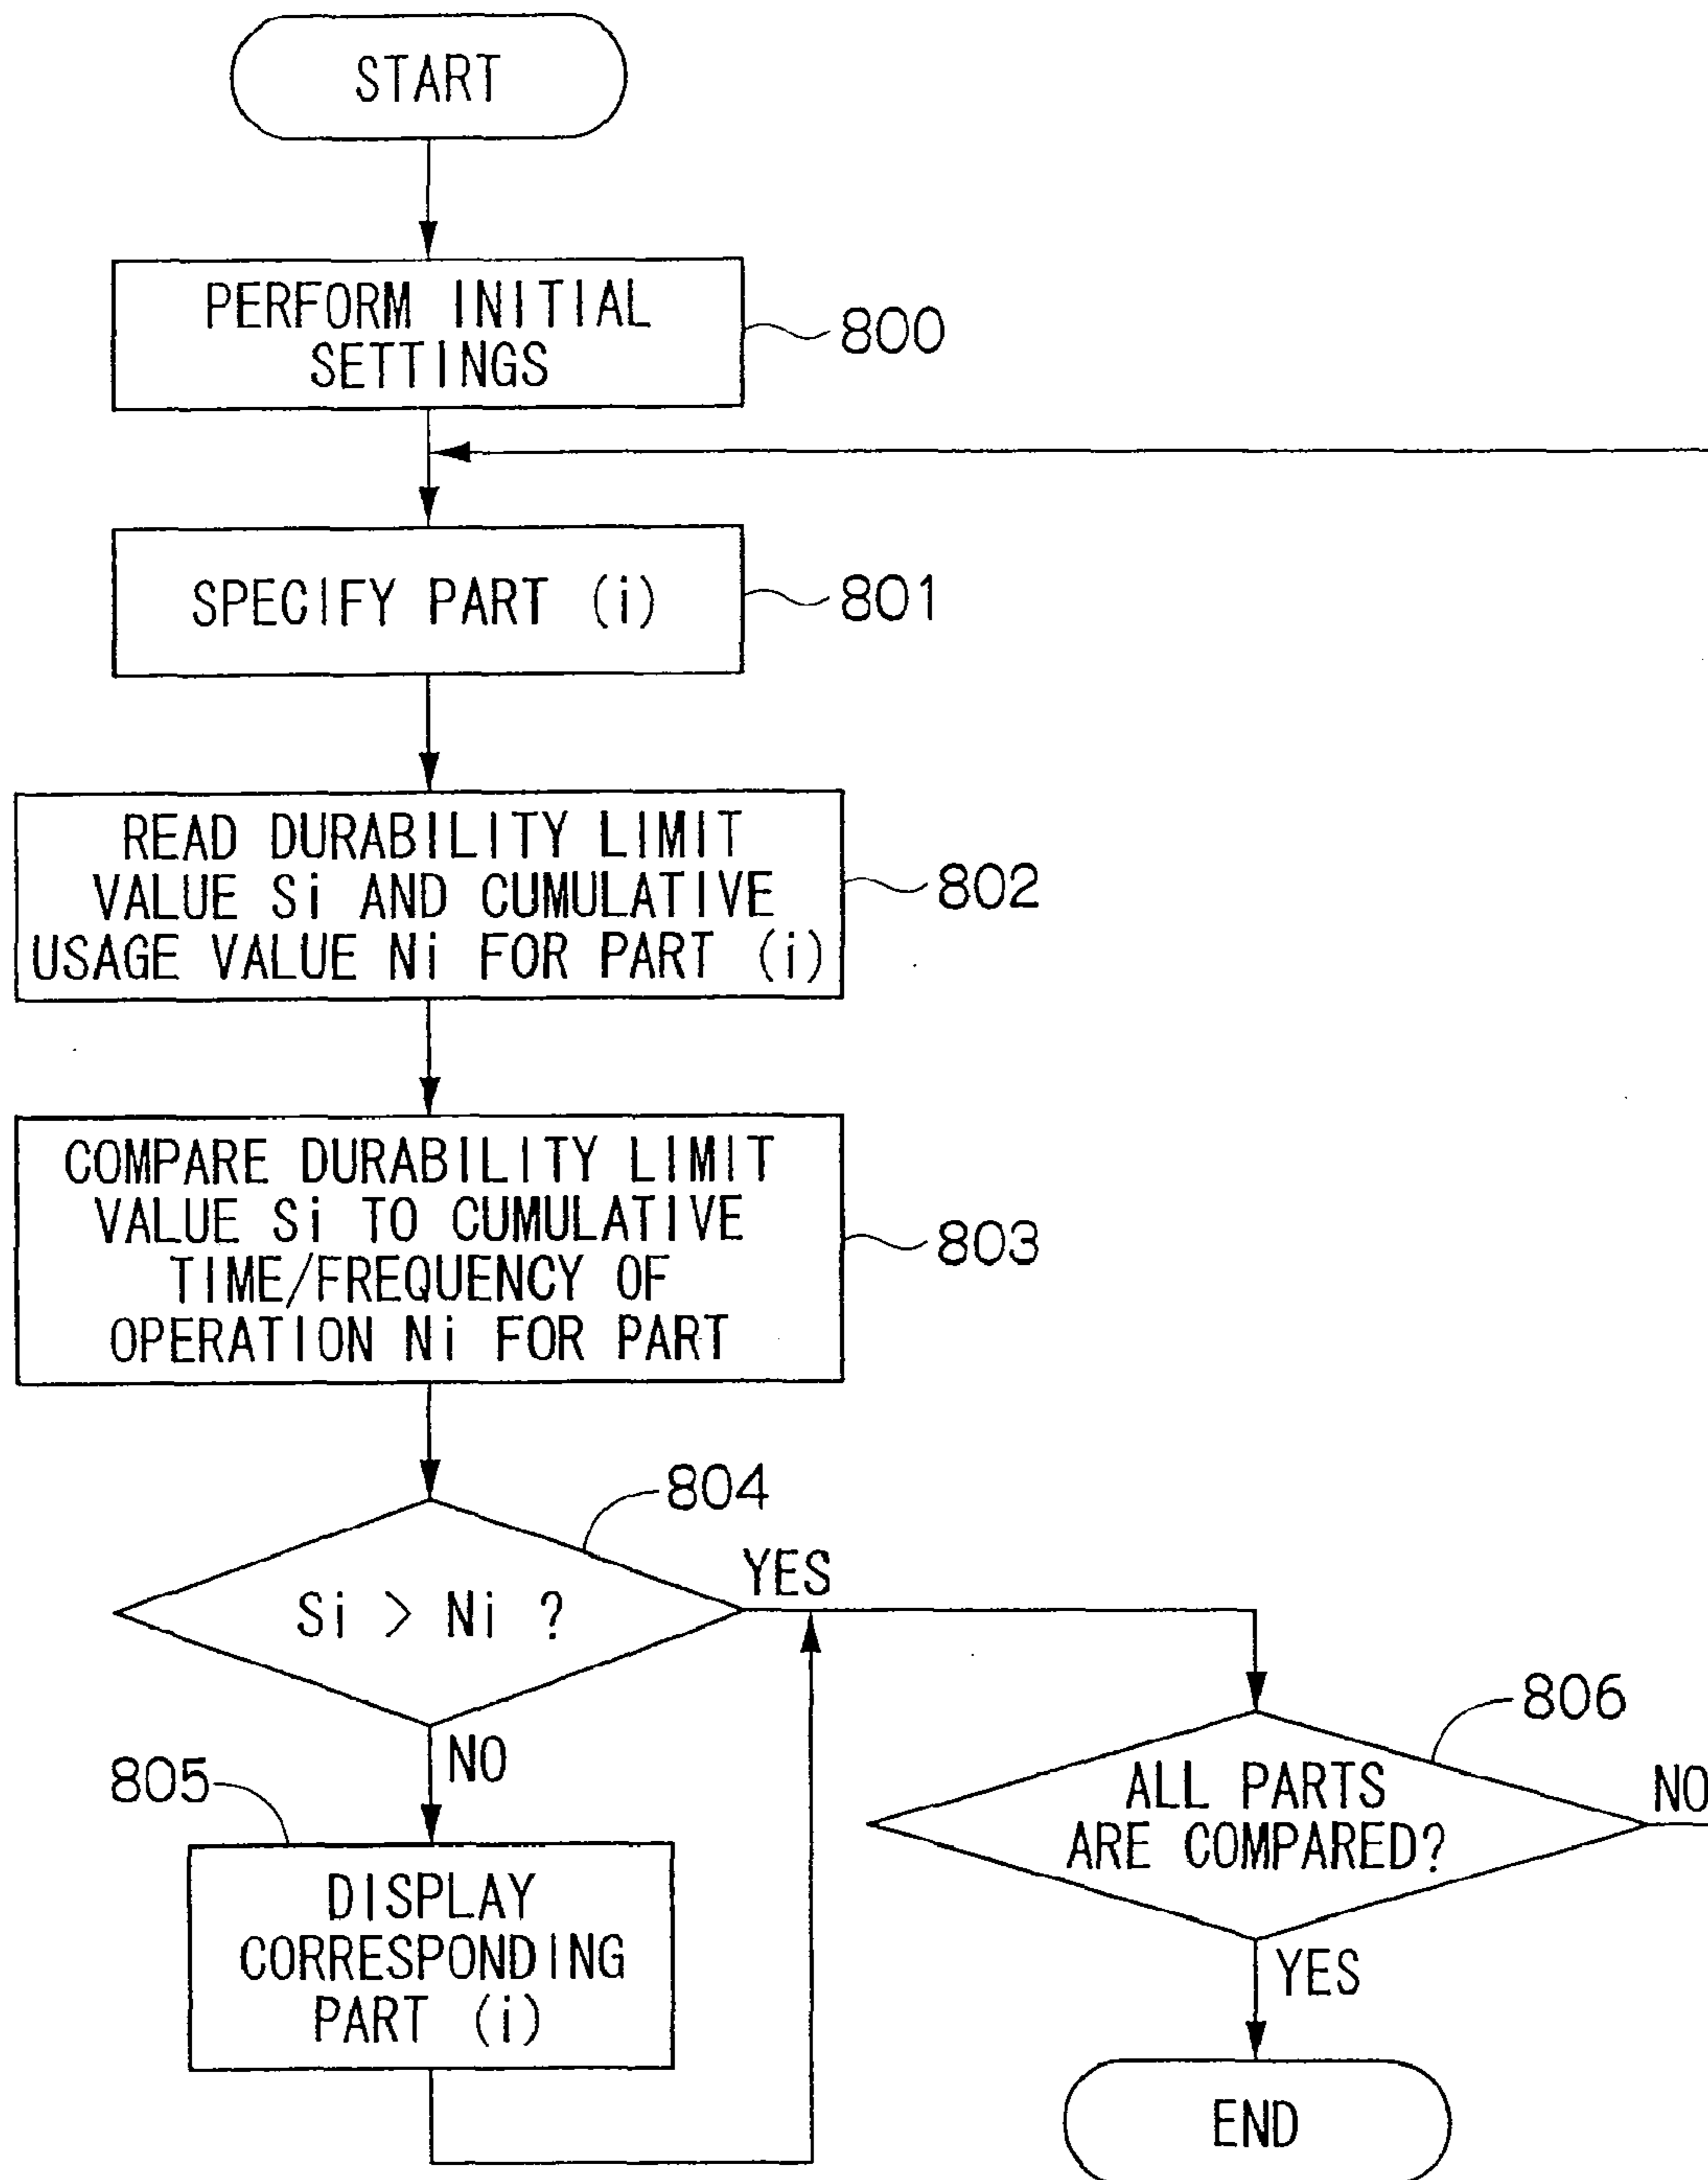 START
PERFORM INITIAL
SETTINGS
800
SPECIFY PART (i)
801
READ DURABILITY LIMIT
VALUE Si AND CUMULATIVE
USAGE VALUE Ni FOR PART (i)
802
COMPARE DURABILITY LIMIT
VALUE Si TO CUMULATIVE
TIME/FREQUENCY OF
OPERATION Ni FOR PART
803
804
Si > Ni ?
YES
NO
805
DISPLAY
CORRESPONDING
PART (i)
806
ALL PARTS
ARE COMPARED?
NO
YES
END